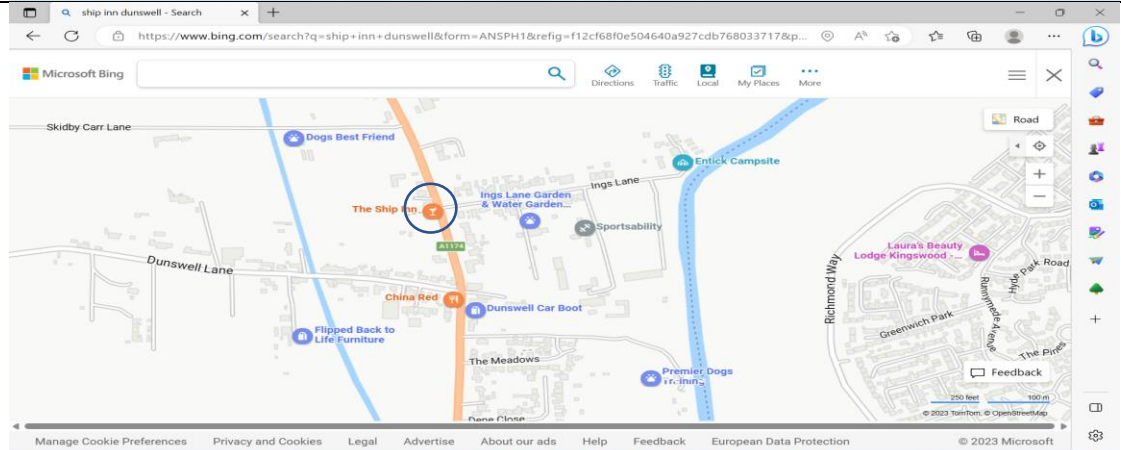 ship inn dunswell - Search
https://www.bing.com/search?q=ship+inn+dunswell&form=ANSPH1&refig=f12cf68f0e504640a927cdb768033717&p...
Microsoft Bing
Directions
Traffic
Local
My Places
More
Road
Skidby Carr Lane
Dogs Best Friend
Entick Campsite
Ings Lane
Ings Lane Garden
& Water Garden...
The Ship Inn
Sportsability
A1174
Laura's Beauty
Lodge Kingswood -...
Hyde Park Road
Dunswell Lane
Richmond Way
Runnymede Avenue
China Red
Dunswell Car Boot
Greenwich Park
Flipped Back to
Life Furniture
The Pines
The Meadows
Premier Dogs
Training
Feedback
250 feet
100 m
Dene Close
© 2023 TomTom, © OpenStreetMap
Manage Cookie Preferences
Privacy and Cookies
Legal
Advertise
About our ads
Help
Feedback
European Data Protection
© 2023 Microsoft